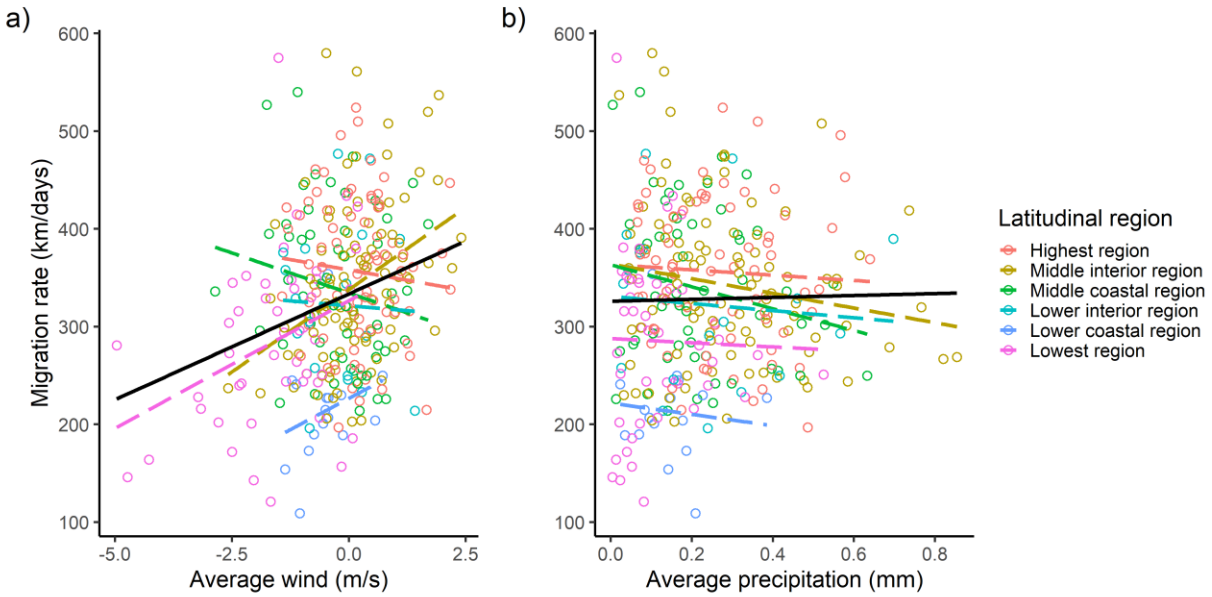 a)
b)
Migration rate (km/days)
600
500
400
300
200
100
-5.0
-2.5
0.0
2.5
Average wind (m/s)
600
500
400
300
200
100
0.0
0.2
0.4
0.6
0.8
Average precipitation (mm)
Latitudinal region
Highest region
Middle interior region
Middle coastal region
Lower interior region
Lower coastal region
Lowest region